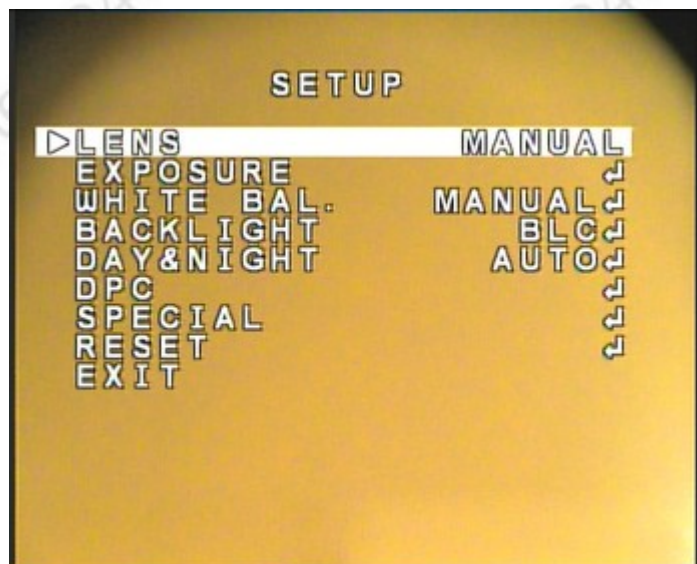 SETUP
▷LENS MANUAL
EXPOSURE ↲
WHITE BAL. MANUAL↲
BACKLIGHT BLC↲
DAY&NIGHT AUTO↲
DPC ↲
SPECIAL ↲
RESET ↲
EXIT